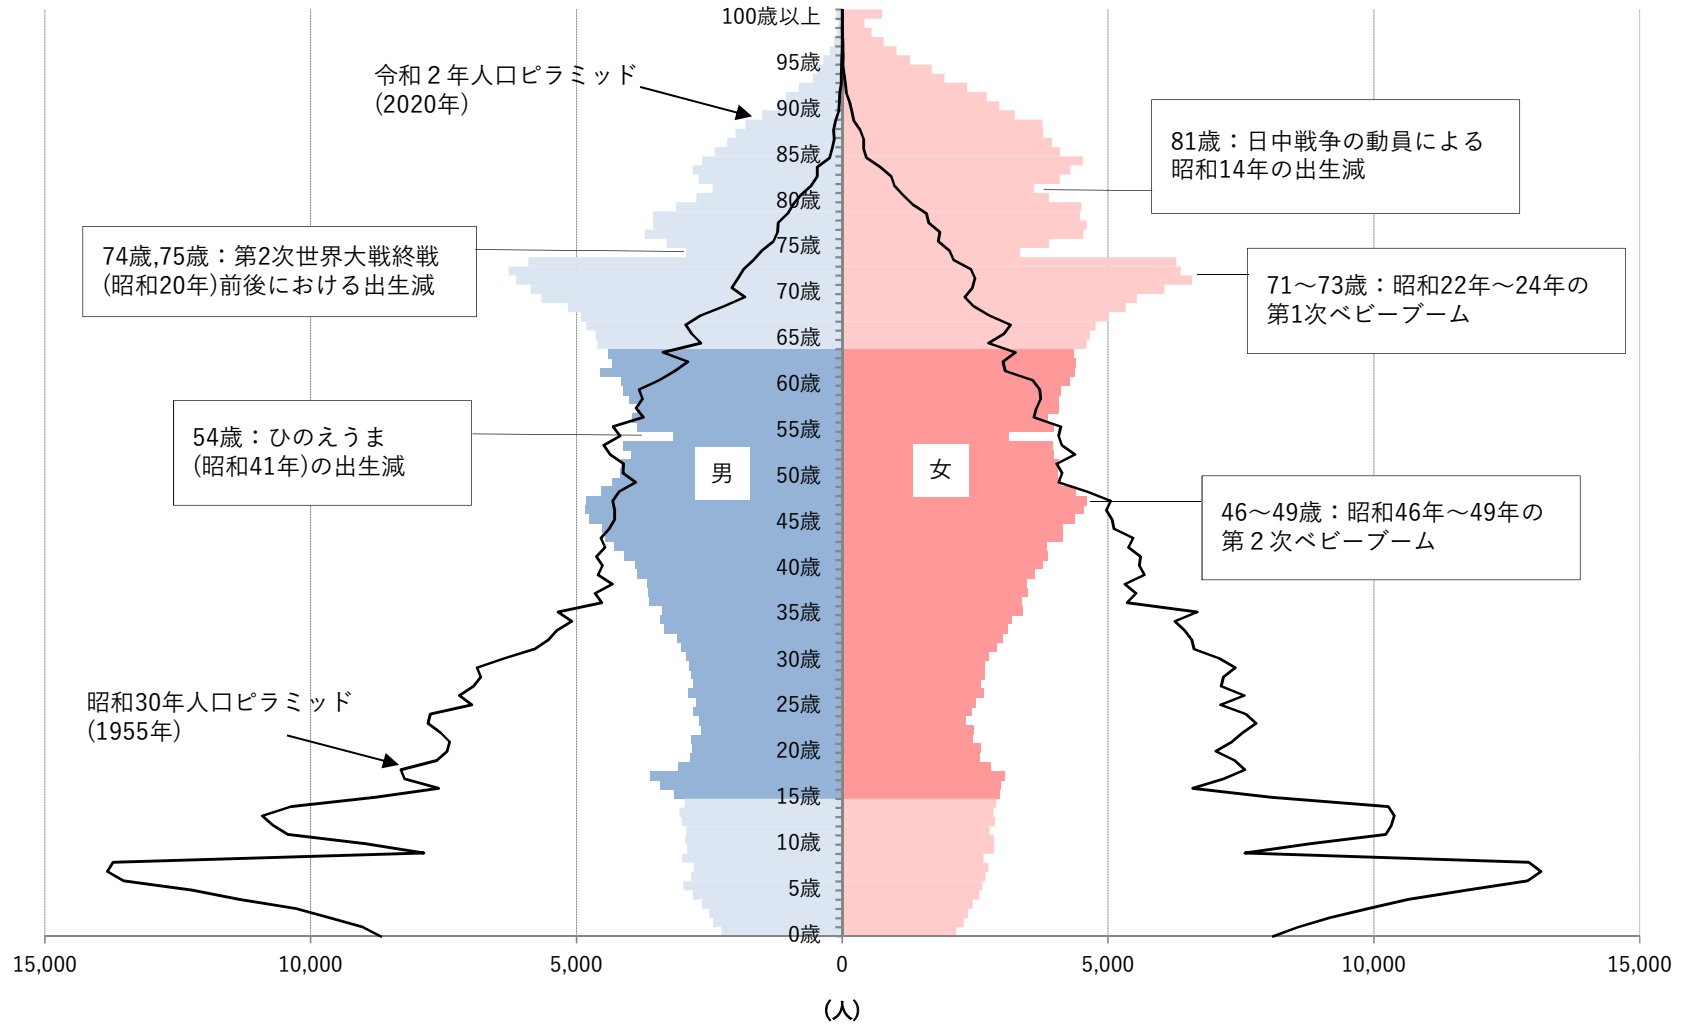 100歳以上
95歳
90歳
85歳
80歳
75歳
70歳
65歳
60歳
55歳
50歳
45歳
40歳
35歳
30歳
25歳
20歳
15歳
10歳
5歳
0歳
令和２年人口ピラミッド
(2020年)
81歳：日中戦争の動員による
昭和14年の出生減
74歳,75歳：第2次世界大戦終戦
(昭和20年)前後における出生減
71～73歳：昭和22年～24年の
第1次ベビーブーム
54歳：ひのえうま
(昭和41年)の出生減
男
女
46～49歳：昭和46年～49年の
第２次ベビーブーム
昭和30年人口ピラミッド
(1955年)
15,000
10,000
5,000
0
5,000
10,000
15,000
(人)